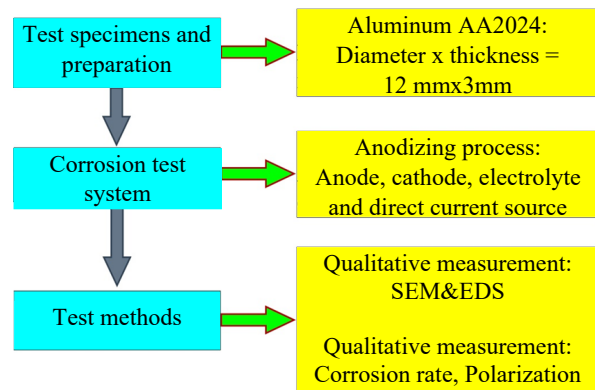 Test specimens and
preparation
Aluminum AA2024:
Diameter x thickness =
12 mmx3mm
Corrosion test
system
Anodizing process:
Anode, cathode, electrolyte
and direct current source
Test methods
Qualitative measurement:
SEM&EDS
Qualitative measurement:
Corrosion rate, Polarization